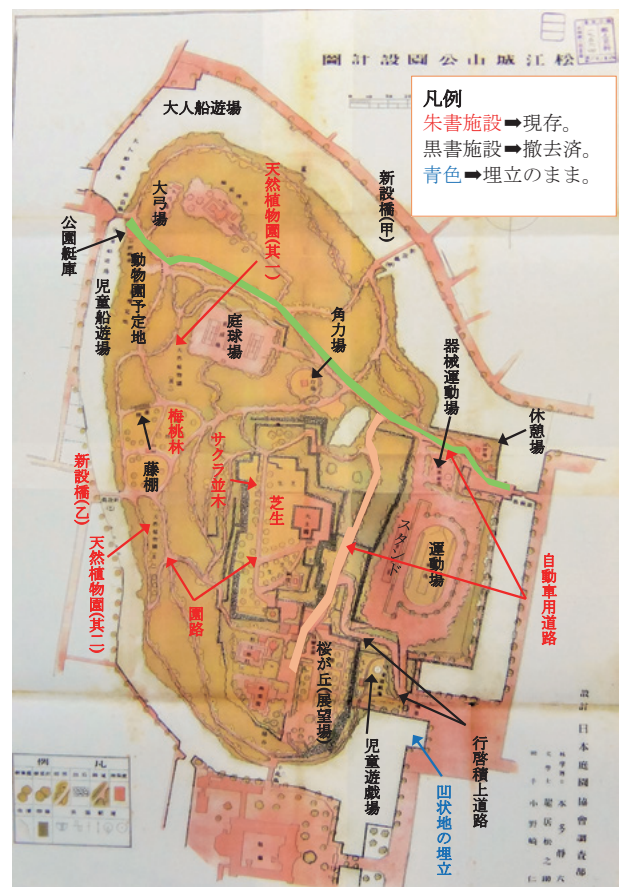 松江城山公園設計圖
凡例
朱書施設➡現存。
黒書施設➡撤去済。
青色➡埋立のまま。
大人船遊場
天然植物園(其一)
新設橋(甲)
大弓場
公園艇庫
動物園予定地
児童船遊場
庭球場
角力場
器械運動場
休憩場
梅桃林
藤棚
サクラ並木
芝生
スタンド
運動場
新設橋(乙)
天然植物園(其二)
園路
自動車用道路
桜が丘(展望場)
児童遊戯場
行啓積上道路
凹状地の埋立
凡例
設計 日本庭園協會調査部